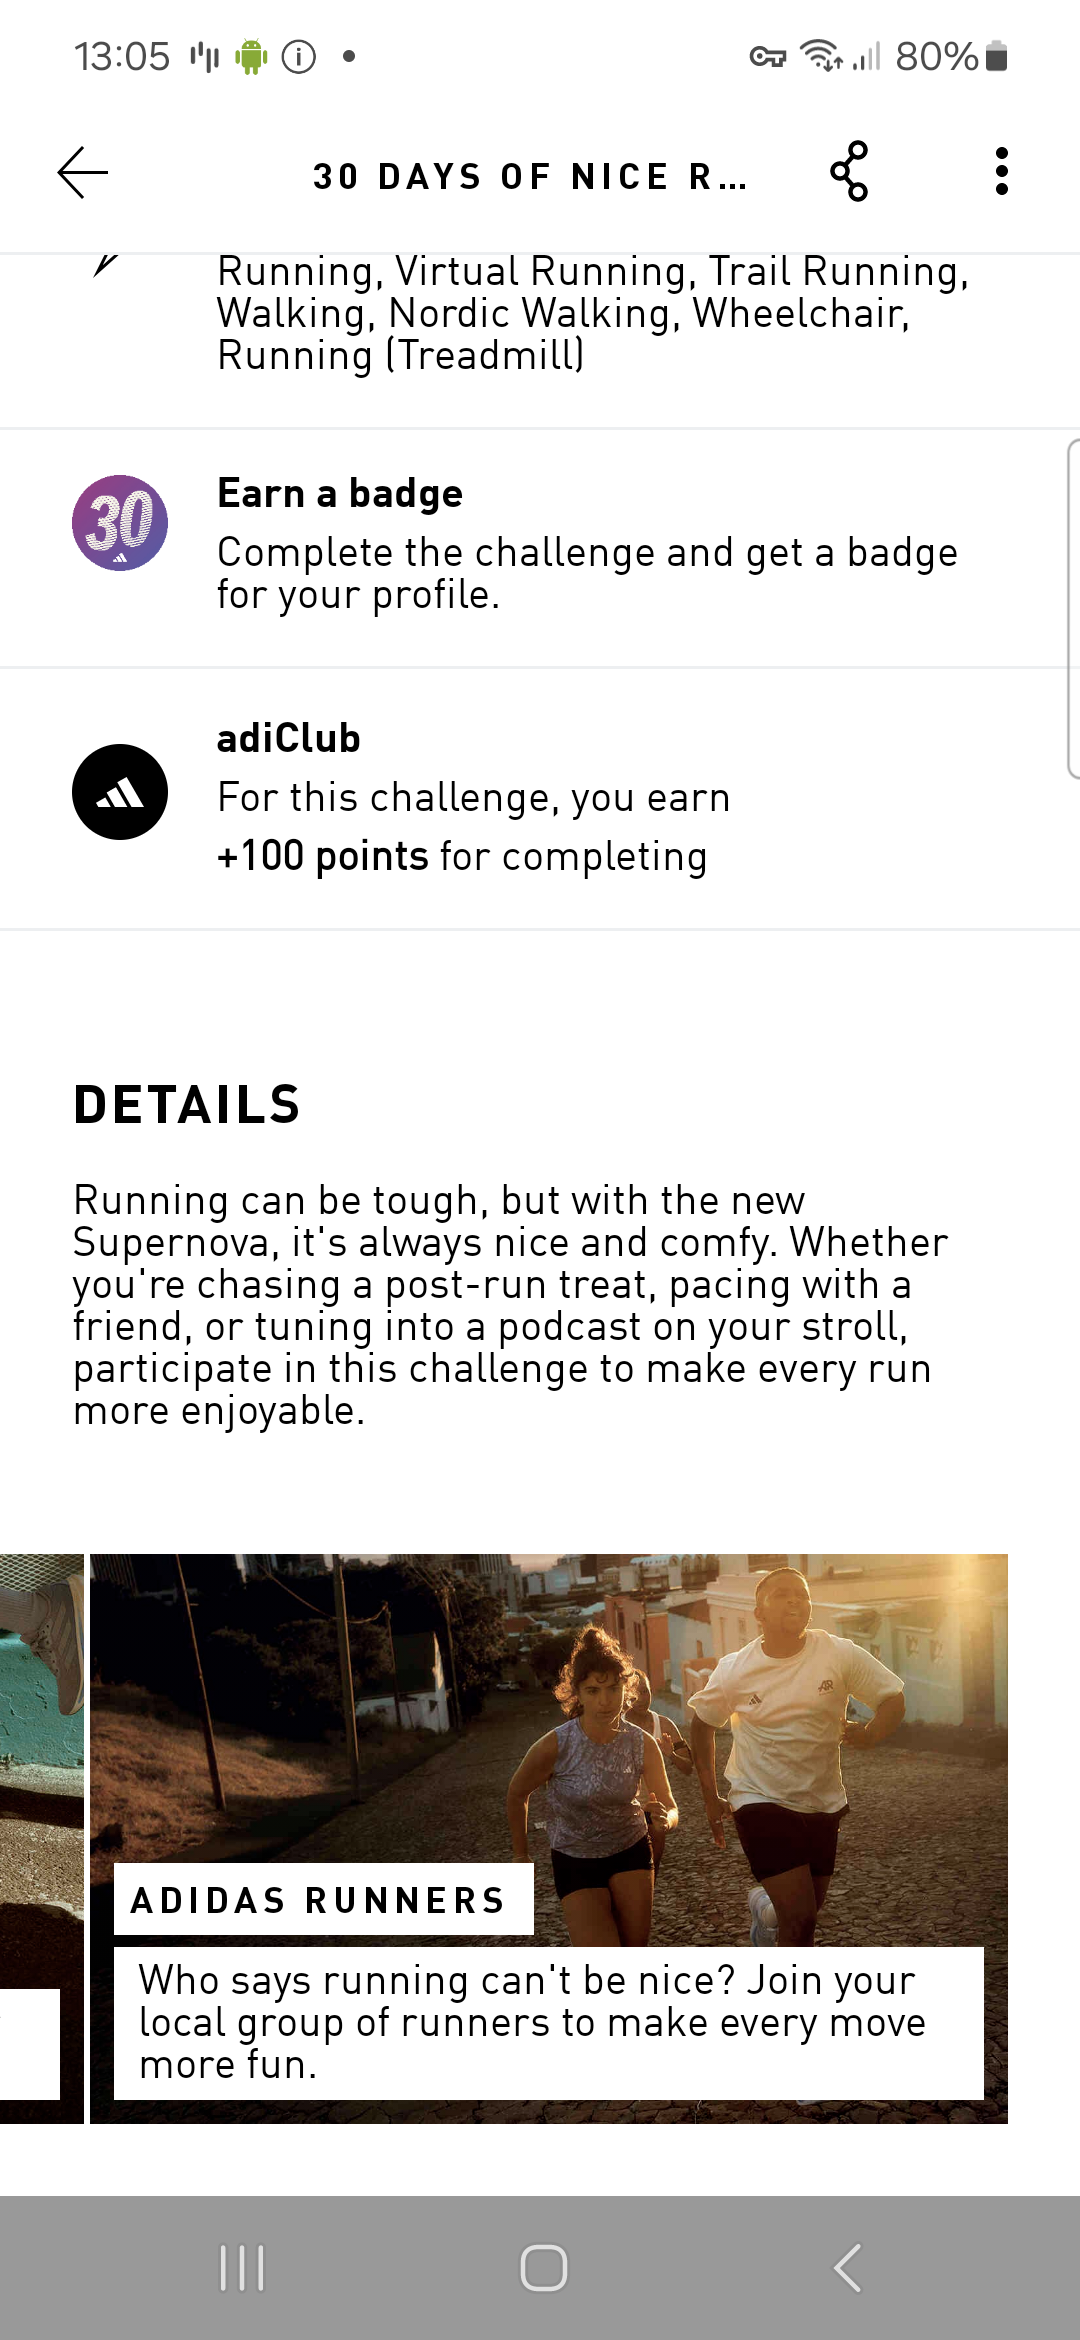 13:05
80%
30 DAYS OF NICE R...
Running, Virtual Running, Trail Running,
Walking, Nordic Walking, Wheelchair,
Running (Treadmill)
30
Earn a badge
Complete the challenge and get a badge
for your profile.
adiClub
For this challenge, you earn
+100 points for completing
DETAILS
Running can be tough, but with the new
Supernova, it's always nice and comfy. Whether
you're chasing a post-run treat, pacing with a
friend, or tuning into a podcast on your stroll,
participate in this challenge to make every run
more enjoyable.
AR
ADIDAS RUNNERS
Who says running can't be nice? Join your
local group of runners to make every move
more fun.